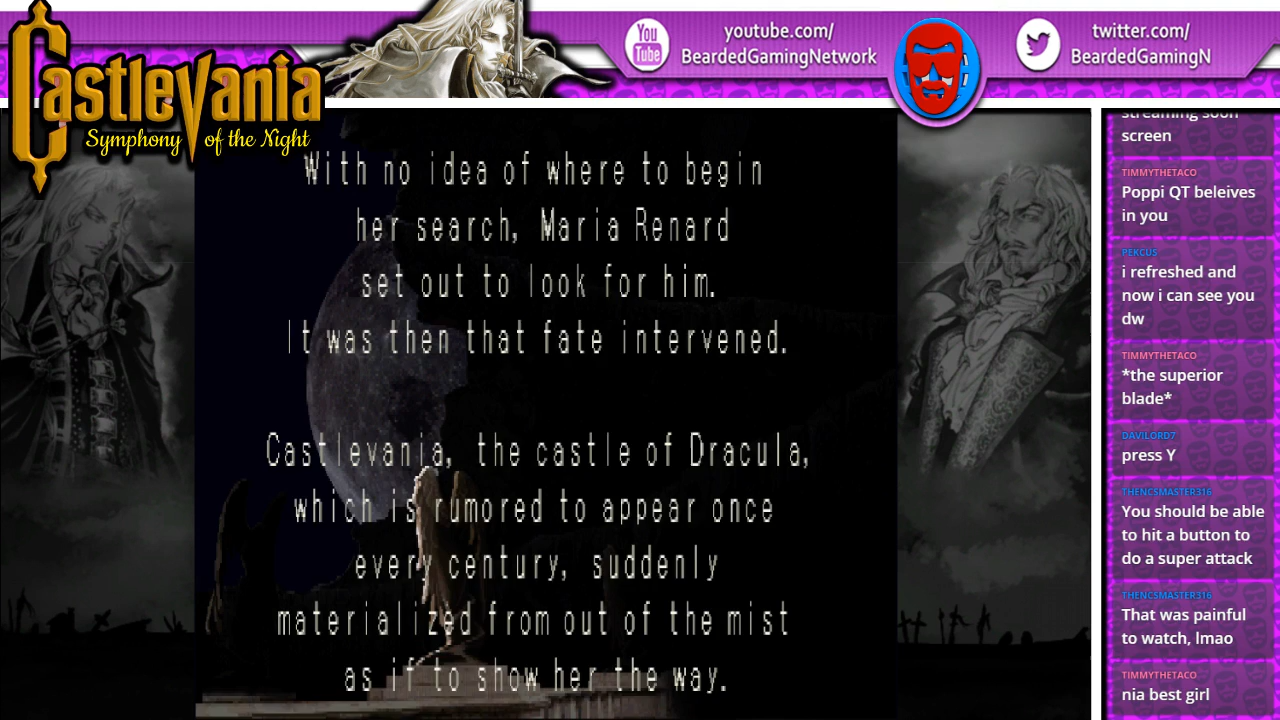 Castlevania
Symphony of the Night
You
Tube
youtube.com/
BeardedGamingNetwork
twitter.com/
BeardedGamingN
With no idea of where to begin
her search, Maria Renard
set out to look for him.
It was then that fate intervened.
Castlevania, the castle of Dracula,
which is rumored to appear once
every century, suddenly
materialized from out of the mist
as if to show her the way.
streaming soon
screen
TIMMYTHETACO
Poppi QT beleives
in you
PEKCUS
i refreshed and
now i can see you
dw
TIMMYTHETACO
*the superior
blade*
DAVILORD7
press Y
THENCSMASTER316
You should be able
to hit a button to
do a super attack
THENCSMASTER316
That was painful
to watch, lmao
TIMMYTHETACO
nia best girl